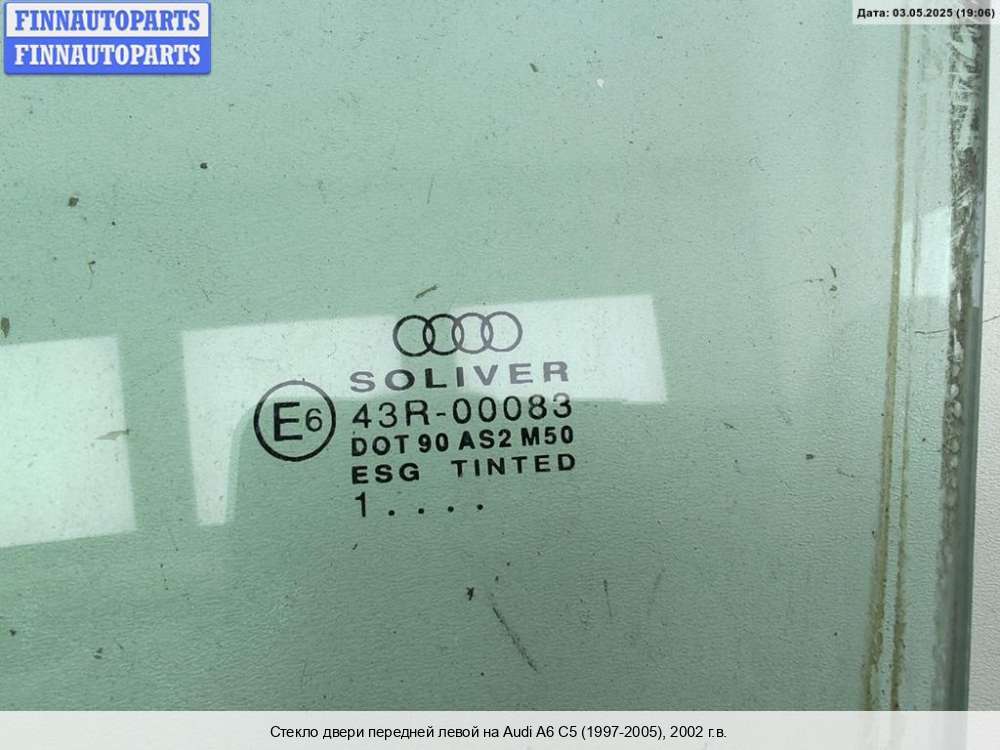 FINNAUTOPARTS
FINNAUTOPARTS
Дата: 03.05.2025 (19:06)
SOLIVER
E6 43R-00083
DOT 90 AS2 M50
ESG TINTED
1 . . . .
Стекло двери передней левой на Audi A6 C5 (1997-2005), 2002 г.в.